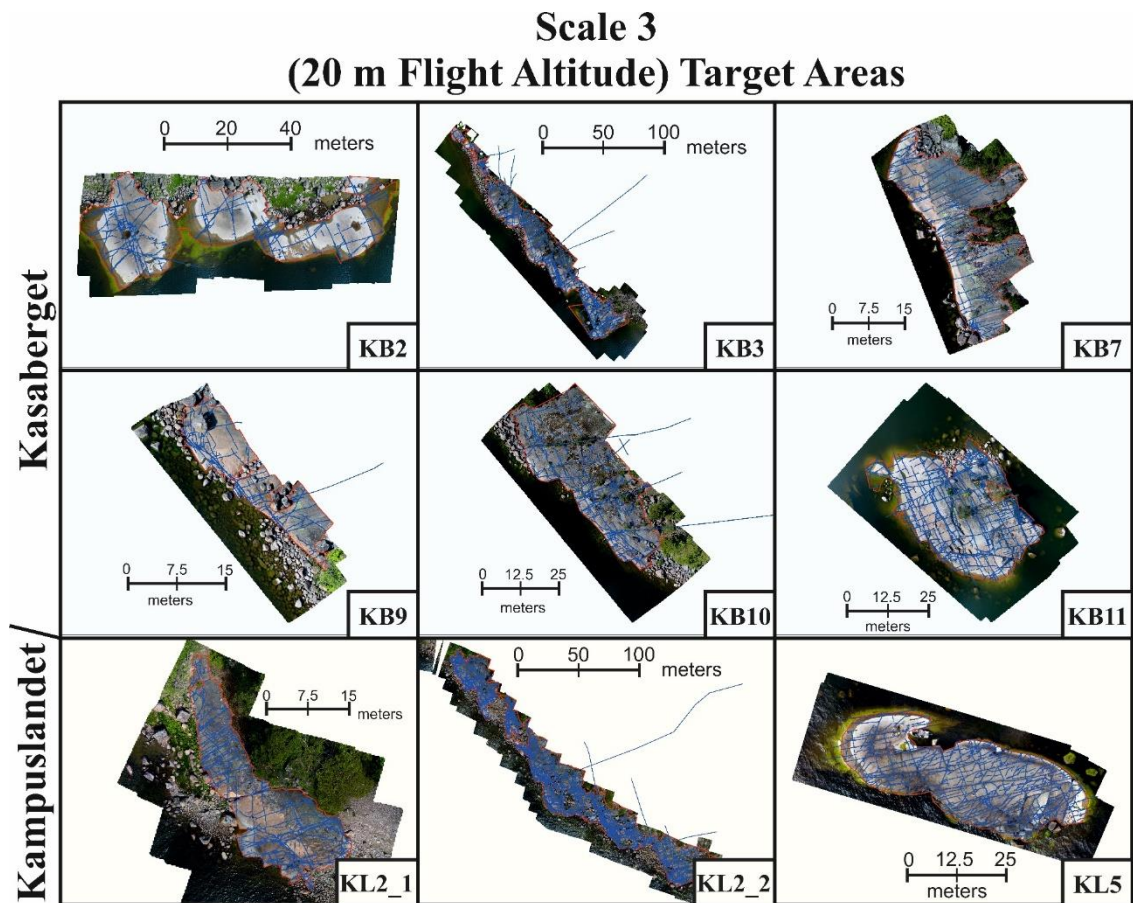 Scale 3
(20 m Flight Altitude) Target Areas
Kasaberget
0 20 40
meters
KB2
0 50 100
meters
KB3
0 7.5 15
meters
KB7
0 7.5 15
meters
KB9
0 12.5 25
meters
KB10
0 12.5 25
meters
KB11
Kampuslandet
0 7.5 15
meters
KL2_1
0 50 100
meters
KL2_2
0 12.5 25
meters
KL5